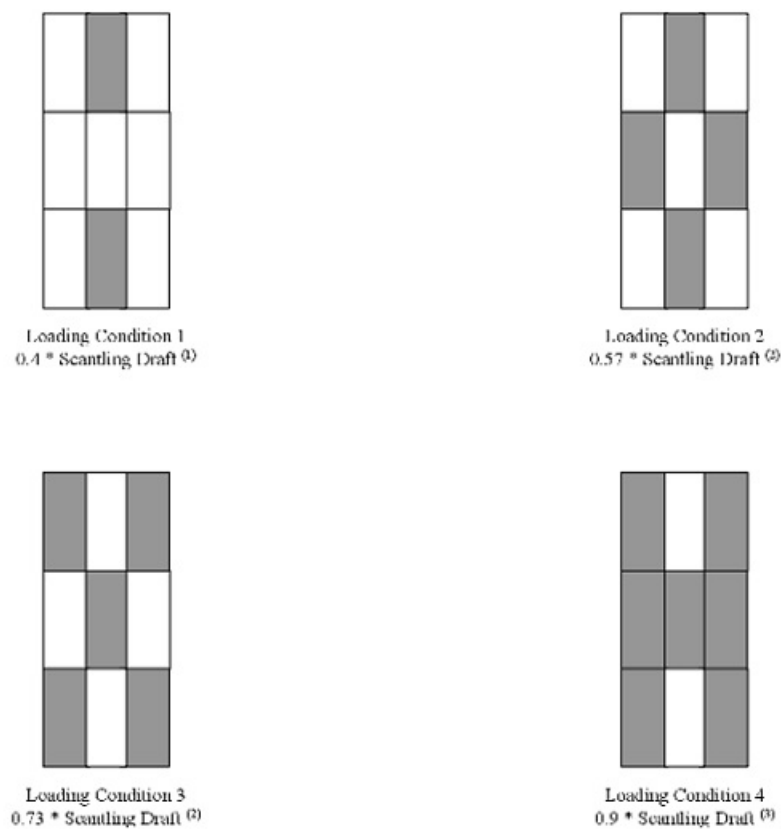 Loading Condition 1
0.4 * Scantling Draft (1)
Loading Condition 2
0.57 * Scantling Draft (2)
Loading Condition 3
0.73 * Scantling Draft (2)
Loading Condition 4
0.9 * Scantling Draft (3)